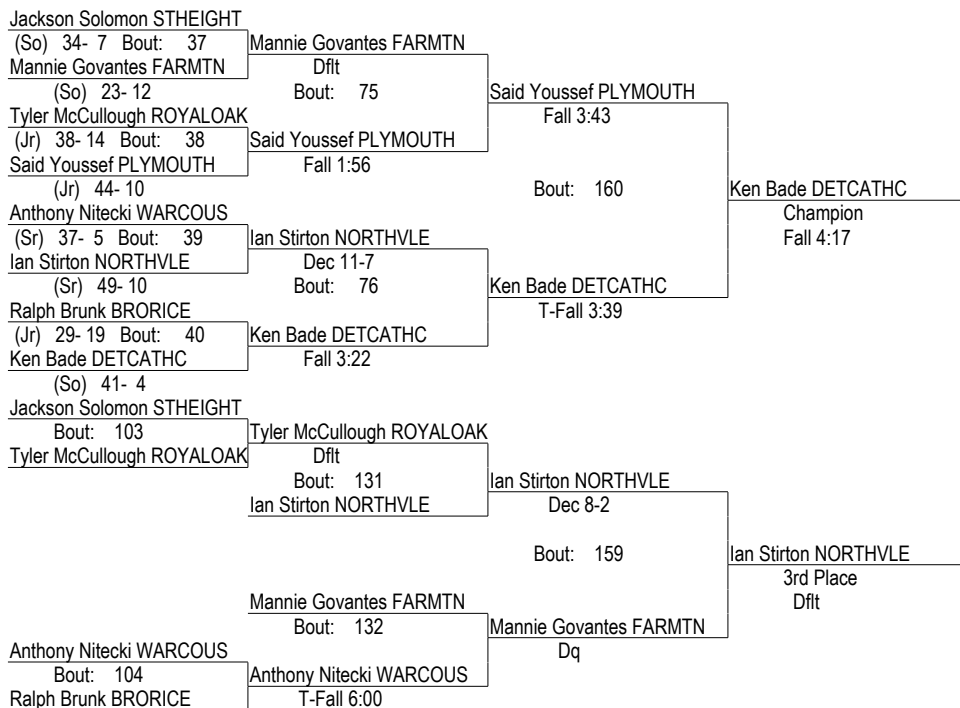 Jackson Solomon STHEIGHT
(So) 34- 7 Bout: 37
Mannie Govantes FARMTN
Mannie Govantes FARMTN
Dflt
(So) 23- 12
Bout: 75
Said Youssef PLYMOUTH
Tyler McCullough ROYALOAK
Fall 3:43
(Jr) 38- 14 Bout: 38
Said Youssef PLYMOUTH
Said Youssef PLYMOUTH
Fall 1:56
(Jr) 44- 10
Bout: 160
Ken Bade DETCATHC
Anthony Nitecki WARCOUS
Champion
(Sr) 37- 5 Bout: 39
Ian Stirton NORTHVLE
Fall 4:17
Ian Stirton NORTHVLE
Dec 11-7
(Sr) 49- 10
Bout: 76
Ken Bade DETCATHC
Ralph Brunk BRORICE
T-Fall 3:39
(Jr) 29- 19 Bout: 40
Ken Bade DETCATHC
Ken Bade DETCATHC
Fall 3:22
(So) 41- 4
Jackson Solomon STHEIGHT
Bout: 103
Tyler McCullough ROYALOAK
Tyler McCullough ROYALOAK
Dflt
Bout: 131
Ian Stirton NORTHVLE
Ian Stirton NORTHVLE
Dec 8-2
Bout: 159
Ian Stirton NORTHVLE
3rd Place
Mannie Govantes FARMTN
Dflt
Bout: 132
Mannie Govantes FARMTN
Anthony Nitecki WARCOUS
Dq
Bout: 104
Anthony Nitecki WARCOUS
Ralph Brunk BRORICE
T-Fall 6:00